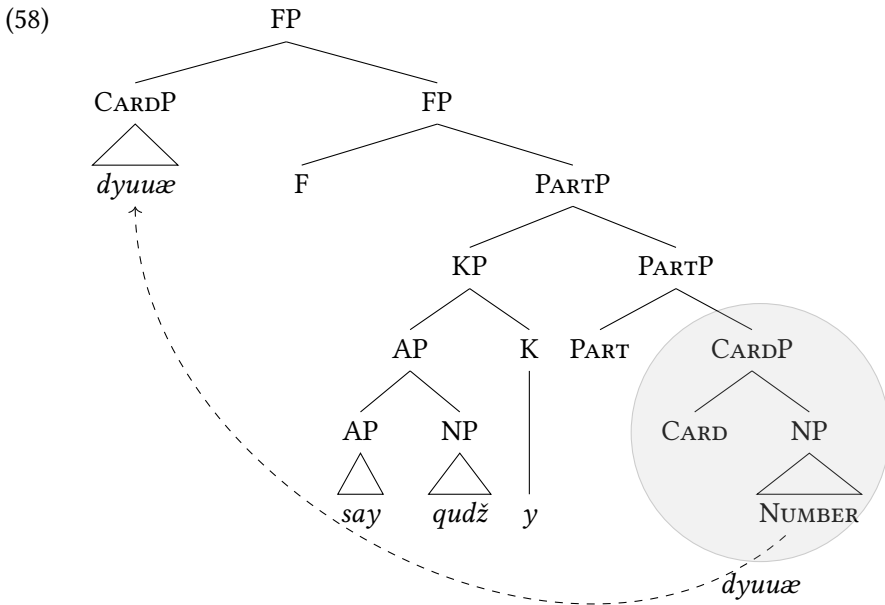 (58)
FP
CardP FP
dyuuæ F PartP
KP PartP
AP K Part CardP
AP NP Card NP
say qudž y Number
dyuuæ